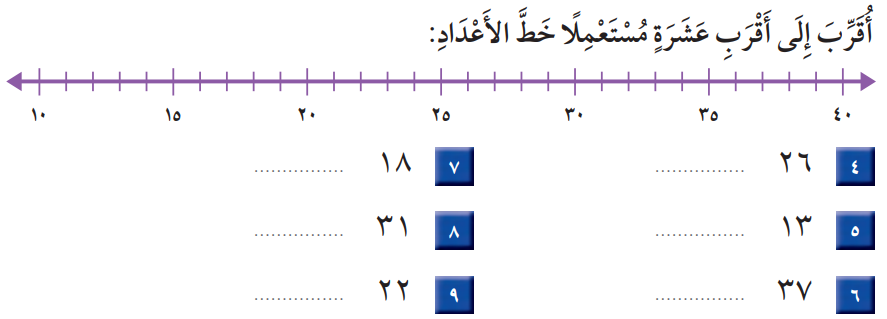 أُقَرِّبَ إِلَى أَقْرَبِ عَشَرَةٍ مُسْتَعْمِلًا خَطَّ الأَعْدَادِ:
١٠ ١٥ ٢٠ ٢٥ ٣٠ ٣٥ ٤٠
٤ ٢٦ ................
٧ ١٨ ................
٥ ١٣ ................
٨ ٣١ ................
٦ ٣٧ ................
٩ ٢٢ ................